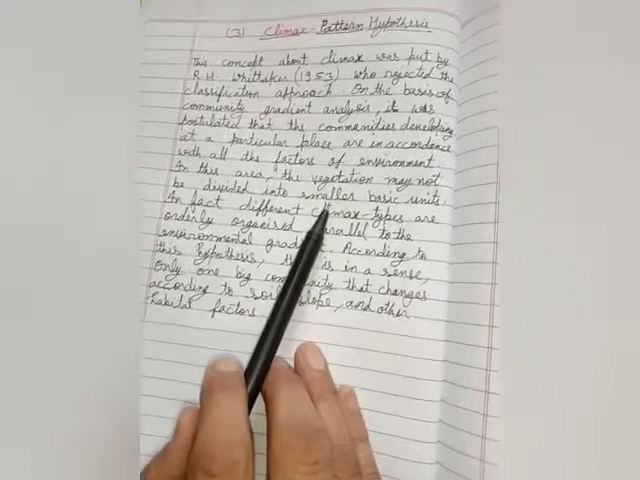 (3) Climax-Pattern Hypothesis
This concept about climax was put by
R.H. Whittaker (1953) who rejected the
classification approach. On the basis of
community gradient analysis, it was
postulated that the communities developing
at a particular place are in accordance
with all the factors of environment
In this area, the vegetation may not
be divided into smaller basic units.
In fact different climax-types are
orderly organised to the
environmental According to
this hypothesis, is in a sense,
only one big that changes
according to soil slope, and other
habitat factors